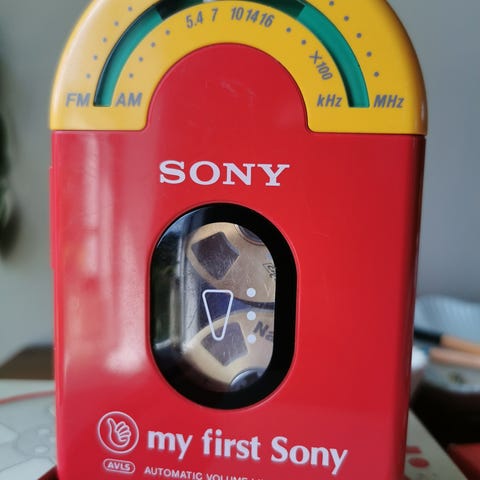 5.4 7 10 14 16
×100
FM AM kHz MHz
SONY
my first Sony
AVLS AUTOMATIC VOLUME